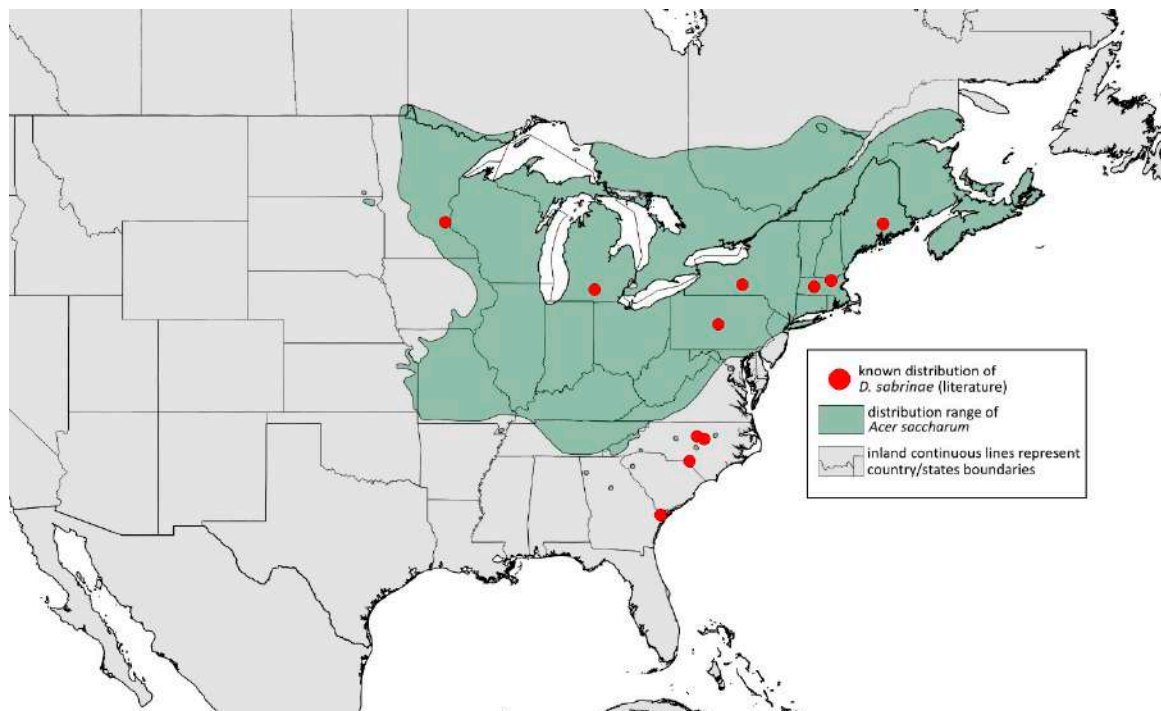 known distribution of
D. sabrinae (literature)
distribution range of
Acer saccharum
inland continuous lines represent
country/states boundaries